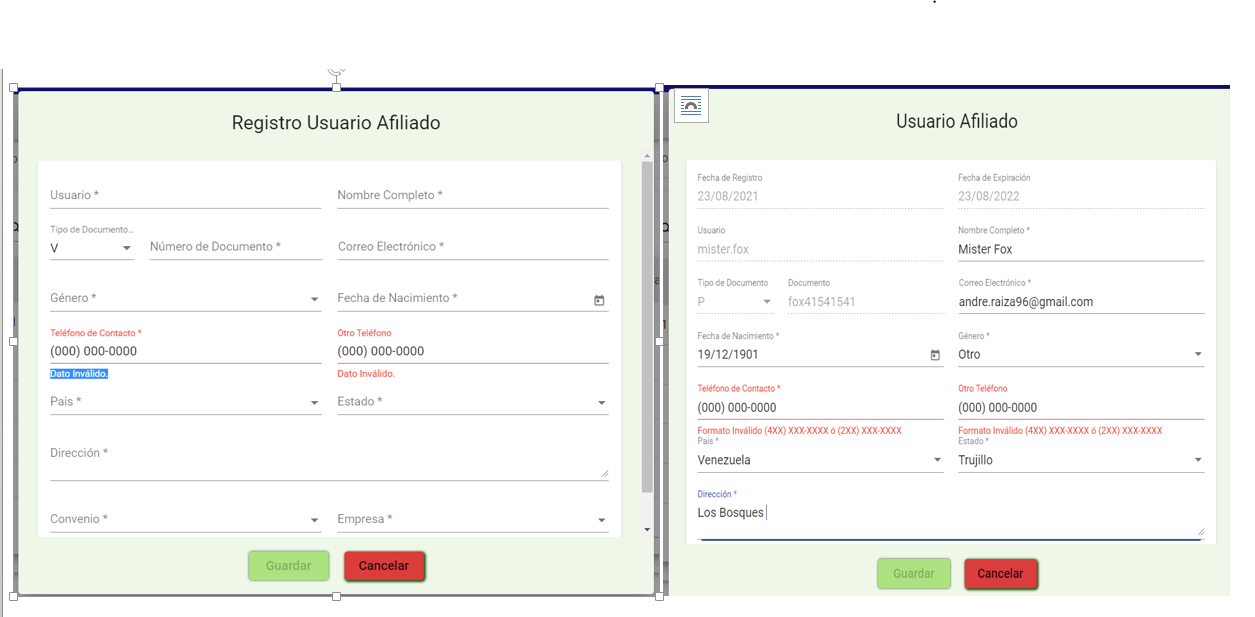 Registro Usuario Afiliado
Usuario *
Nombre Completo *
Tipo de Documento...
V
Número de Documento *
Correo Electrónico *
Género *
Fecha de Nacimiento *
Teléfono de Contacto *
Otro Teléfono
(000) 000-0000
(000) 000-0000
Dato Inválido.
Dato Inválido.
Pais *
Estado *
Dirección *
Convenio *
Empresa *
Guardar
Cancelar
Usuario Afiliado
Fecha de Registro
Fecha de Expiración
23/08/2021
23/08/2022
Usuario
Nombre Completo *
mister.fox
Mister Fox
Tipo de Documento
Documento
Correo Electrónico *
P
fox41541541
andre.raiza96@gmail.com
Fecha de Nacimiento *
Género *
19/12/1901
Otro
Teléfono de Contacto *
Otro Teléfono
(000) 000-0000
(000) 000-0000
Formato Inválido (4XX) XXX-XXXX ó (2XX) XXX-XXXX
Formato Inválido (4XX) XXX-XXXX ó (2XX) XXX-XXXX
Pais *
Estado *
Venezuela
Trujillo
Dirección *
Los Bosques
Guardar
Cancelar